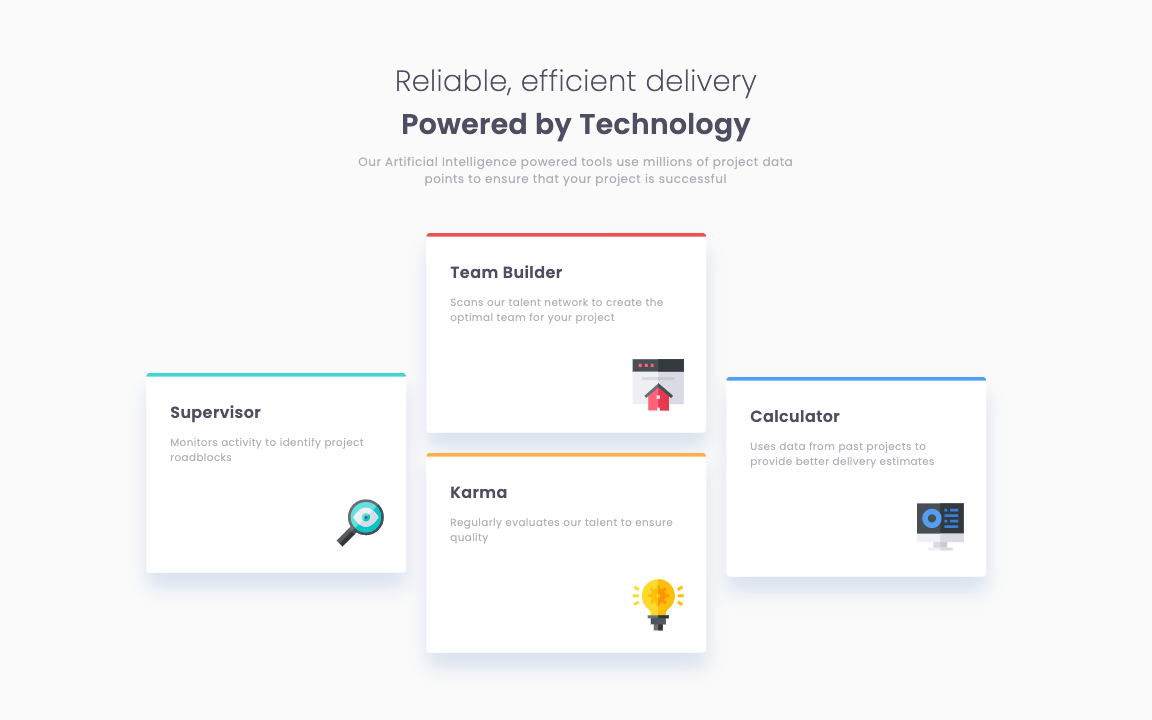 Reliable, efficient delivery
Powered by Technology
Our Artificial Intelligence powered tools use millions of project data
points to ensure that your project is successful
Team Builder
Scans our talent network to create the
optimal team for your project
Supervisor
Monitors activity to identify project
roadblocks
Calculator
Uses data from past projects to
provide better delivery estimates
Karma
Regularly evaluates our talent to ensure
quality